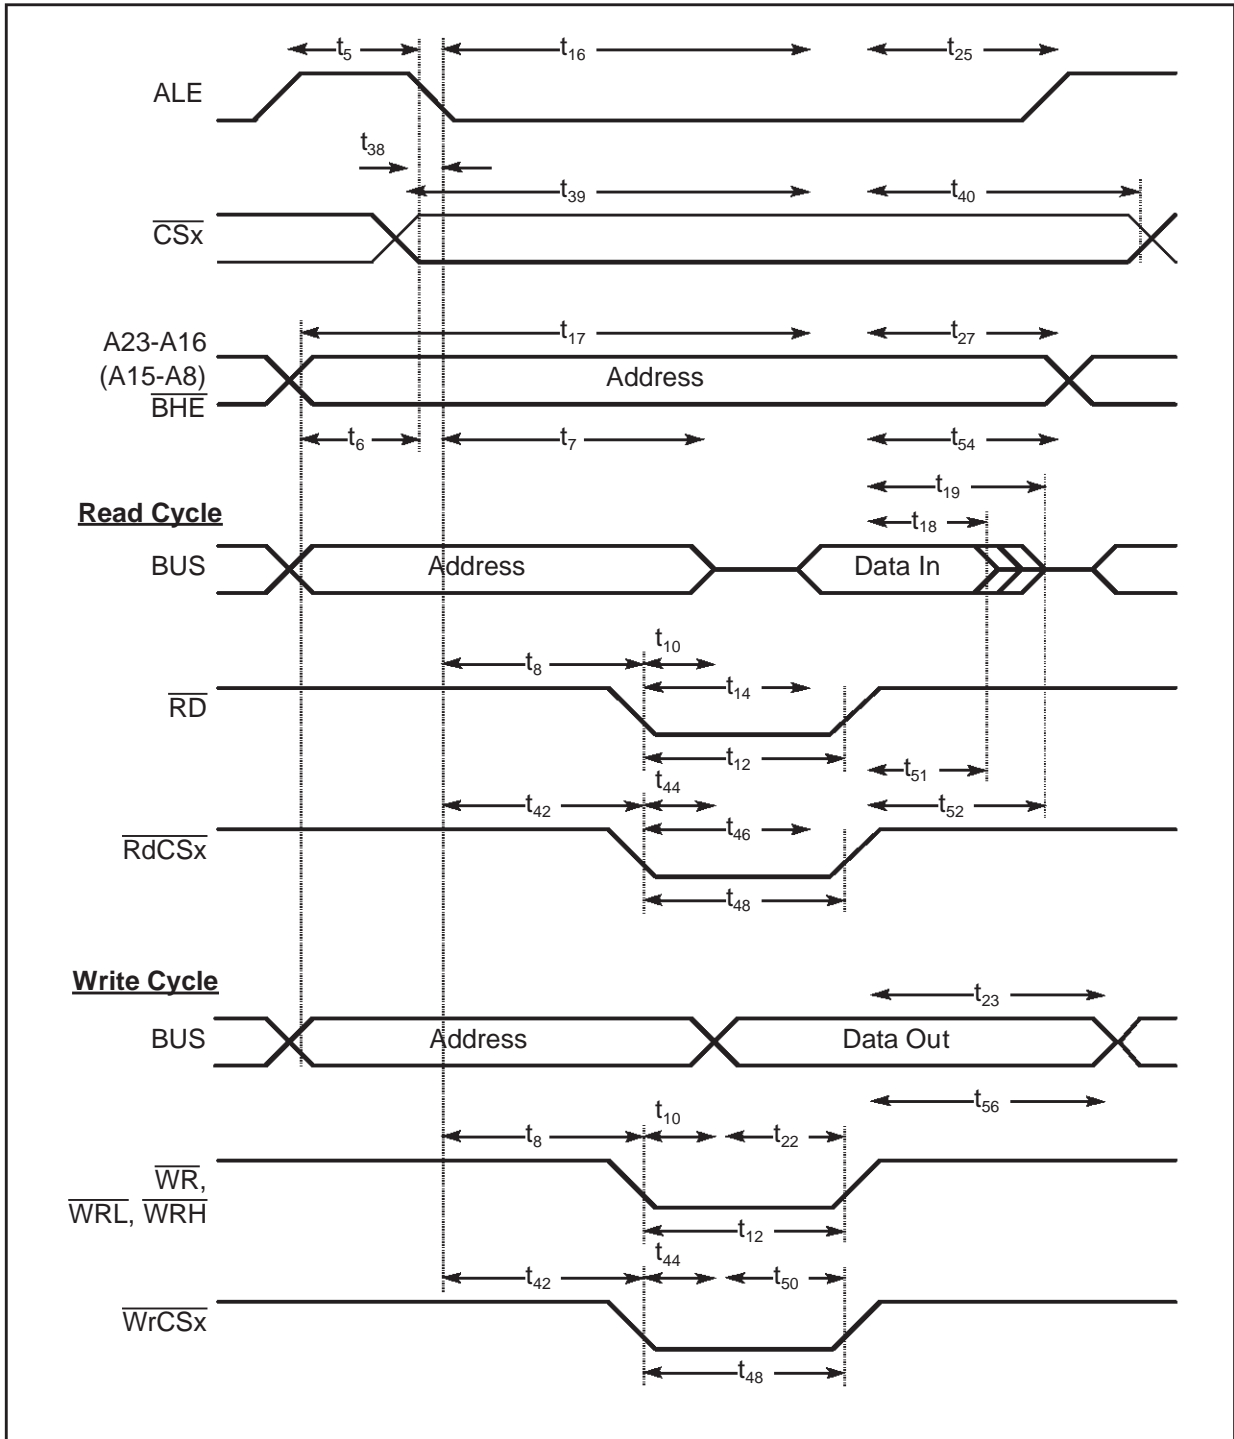 t5 t16 t25
ALE
t38
t39 t40
CSx
t17 t27
A23-A16
(A15-A8)
BHE
Address
t6 t7 t54
t19
Read Cycle
t18
BUS Address Data In
t10
t8
t14
RD
t12 t51
t44
t42 t52
t46
RdCSx
t48
Write Cycle
t23
BUS Address Data Out
t56
t10
t8 t22
WR,
WRL, WRH
t12
t44
t42 t50
WrCSx
t48